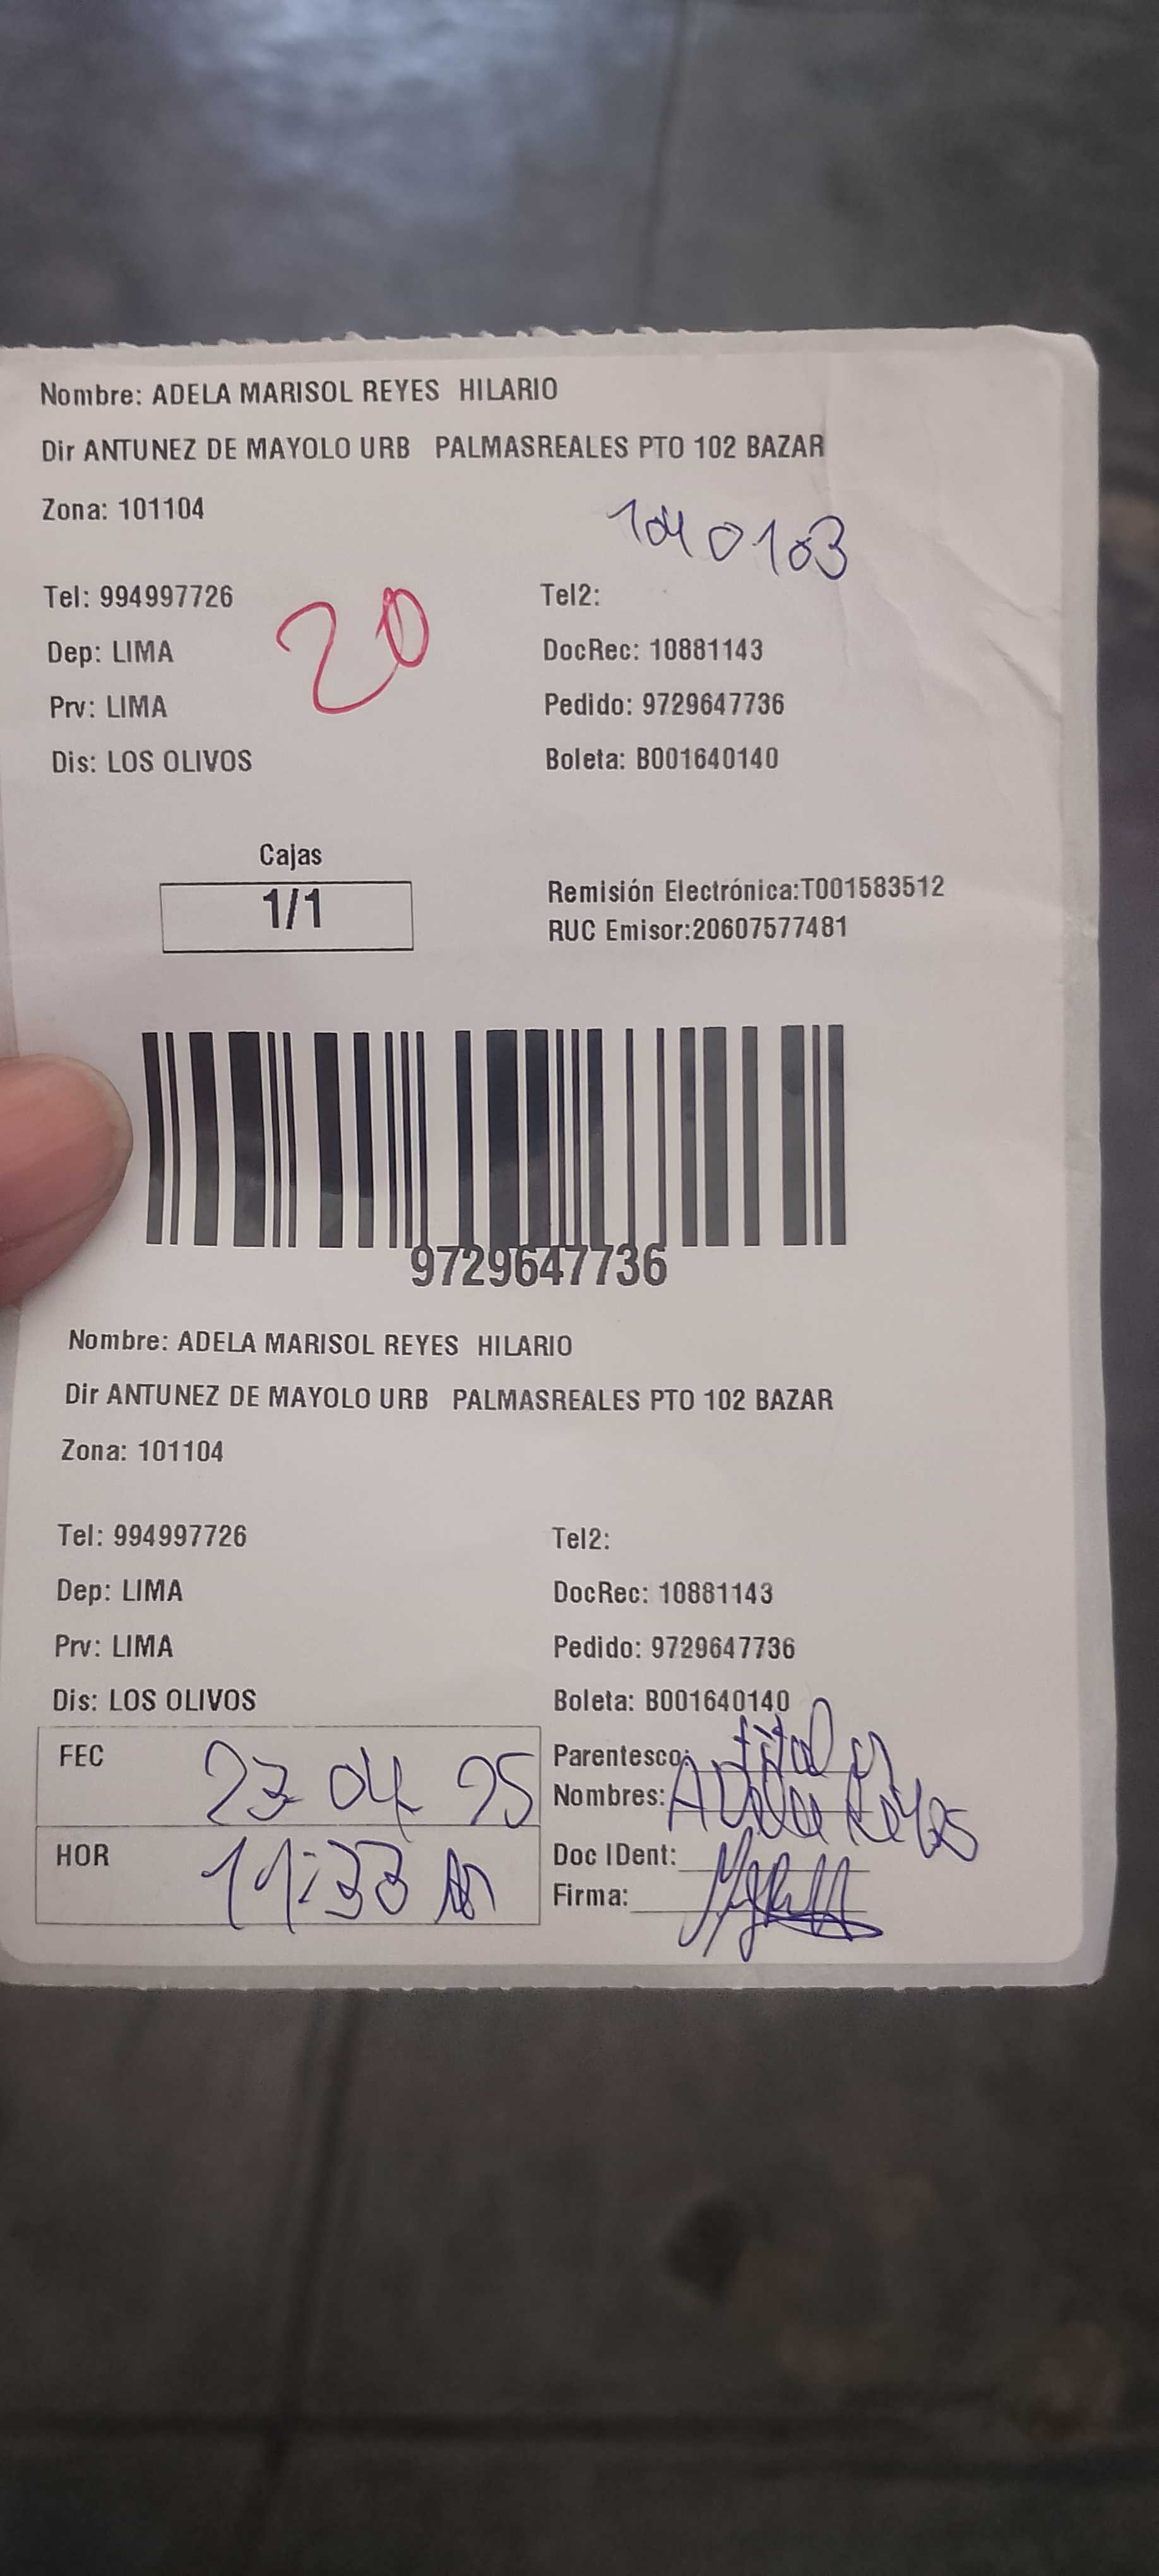 Nombre: ADELA MARISOL REYES HILARIO
Dir ANTUNEZ DE MAYOLO URB PALMASREALES PTO 102 BAZAR
Zona: 101104
1040103
Tel: 994997726 Tel2:
20
Dep: LIMA DocRec: 10881143
Prv: LIMA Pedido: 9729647736
Dis: LOS OLIVOS Boleta: B001640140
Cajas
1/1
Remisión Electrónica:T001583512
RUC Emisor:20607577481
9729647736
Nombre: ADELA MARISOL REYES HILARIO
Dir ANTUNEZ DE MAYOLO URB PALMASREALES PTO 102 BAZAR
Zona: 101104
Tel: 994997726 Tel2:
Dep: LIMA DocRec: 10881143
Prv: LIMA Pedido: 9729647736
Dis: LOS OLIVOS Boleta: B001640140
FEC 23 04 25 Parentesco:
Nombres: Adela Reyes
HOR 11:33 Doc IDent:
Firma: